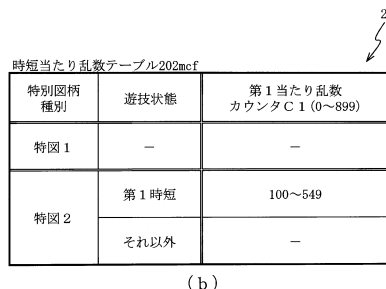 2
時短当たり乱数テーブル202mcf
特別図柄
種別
遊技状態
第1当たり乱数
カウンタC1(0～899)
特図1
－
－
特図2
第1時短
100～549
それ以外
－
(b)